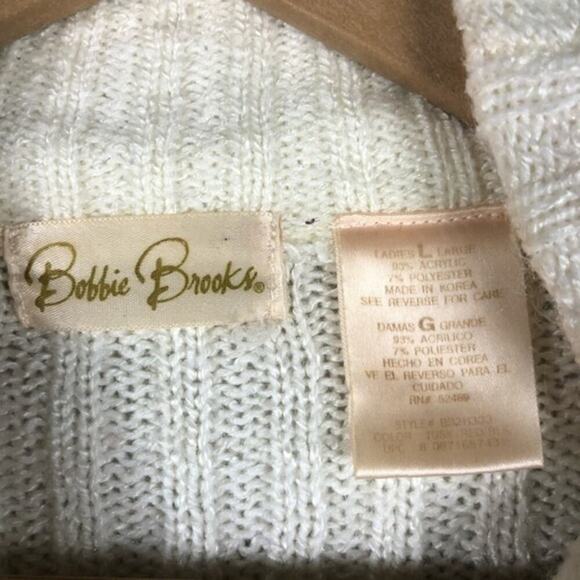 Bobbie Brooks®
LADIES L LARGE
93% ACRYLIC
7% POLYESTER
MADE IN KOREA
SEE REVERSE FOR CARE
DAMAS G GRANDE
93% ACRILICO
7% POLIESTER
HECHO EN COREA
VE EL REVERSO PARA EL
CUIDADO
RN# 52469
STYLE#
COLOR
UPC